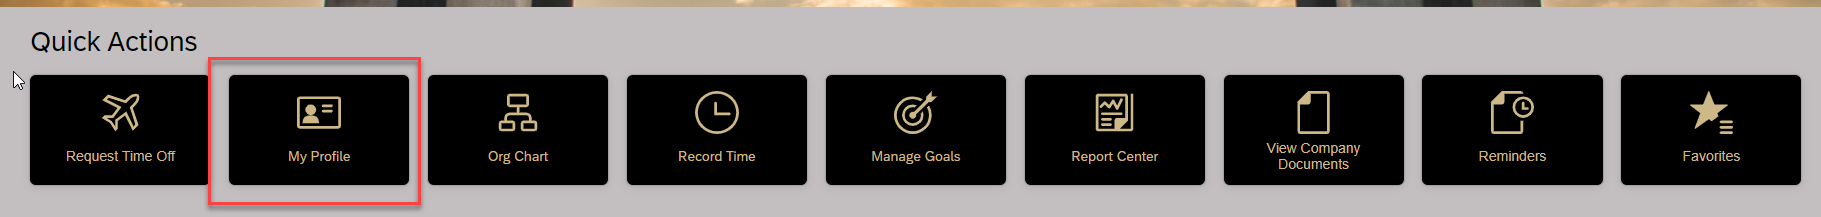 Quick Actions
Request Time Off
My Profile
Org Chart
Record Time
Manage Goals
Report Center
View Company
Documents
Reminders
Favorites